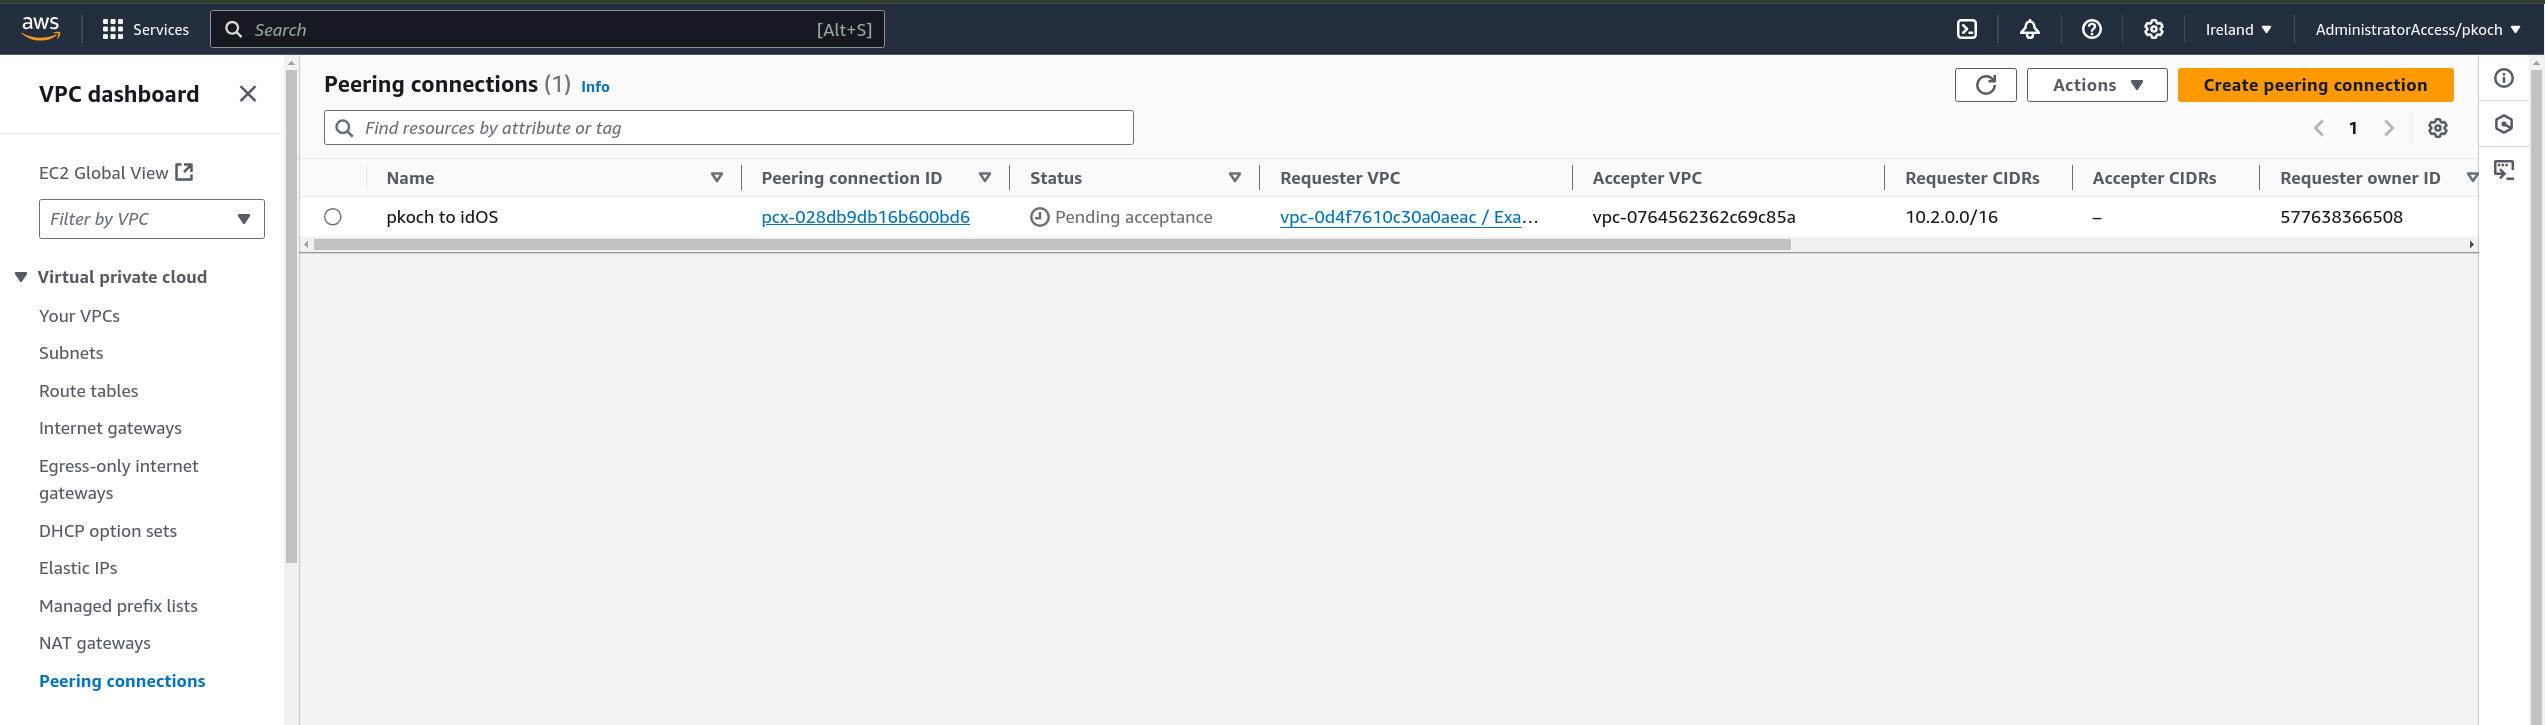 aws Services Search [Alt+S] Ireland AdministratorAccess/pkoch
VPC dashboard
EC2 Global View
Filter by VPC
Virtual private cloud
Your VPCs
Subnets
Route tables
Internet gateways
Egress-only internet
gateways
DHCP option sets
Elastic IPs
Managed prefix lists
NAT gateways
Peering connections
Peering connections (1) Info
Actions Create peering connection
Find resources by attribute or tag
1
Name Peering connection ID Status Requester VPC Accepter VPC Requester CIDRs Accepter CIDRs Requester owner ID
pkoch to idOS pcx-028db9db16b600bd6 Pending acceptance vpc-0d4f7610c30a0aeac / Exa... vpc-0764562362c69c85a 10.2.0.0/16 – 577638366508